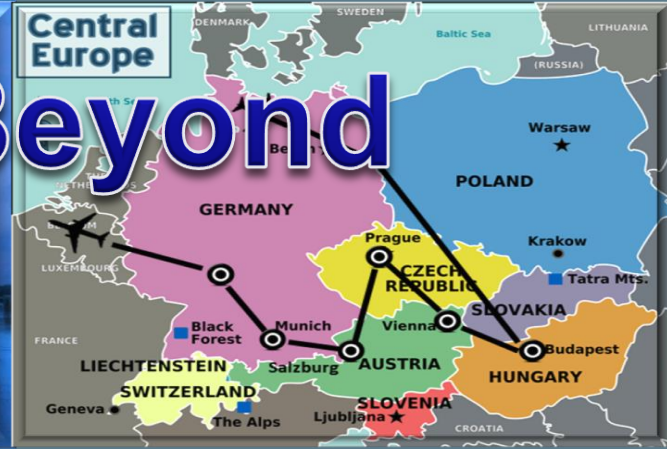 Central
Europe
DENMARK
SWEDEN
LITHUANIA
Baltic Sea
(RUSSIA)
Beyond
Warsaw
POLAND
GERMANY
Krakow
Prague
CZECH
REPUBLIC
Tatra Mts.
LUXEMBOURG
SLOVAKIA
Black
Forest
Munich
Vienna
FRANCE
Budapest
LIECHTENSTEIN
Salzburg
AUSTRIA
HUNGARY
SWITZERLAND
SLOVENIA
Geneva
The Alps
Ljubljana
CROATIA